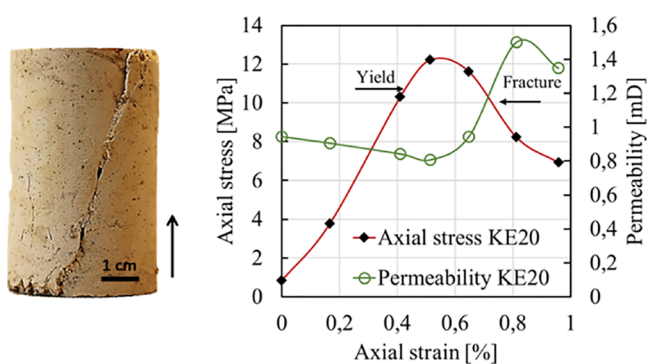 1 cm
Axial stress [MPa]
14
12
10
8
6
4
2
0
Yield
Fracture
Axial stress KE20
Permeability KE20
1,6
1,4
1,2
1
0,8
0,6
0,4
0,2
0
Permeability [mD]
0 0,2 0,4 0,6 0,8 1
Axial strain [%]